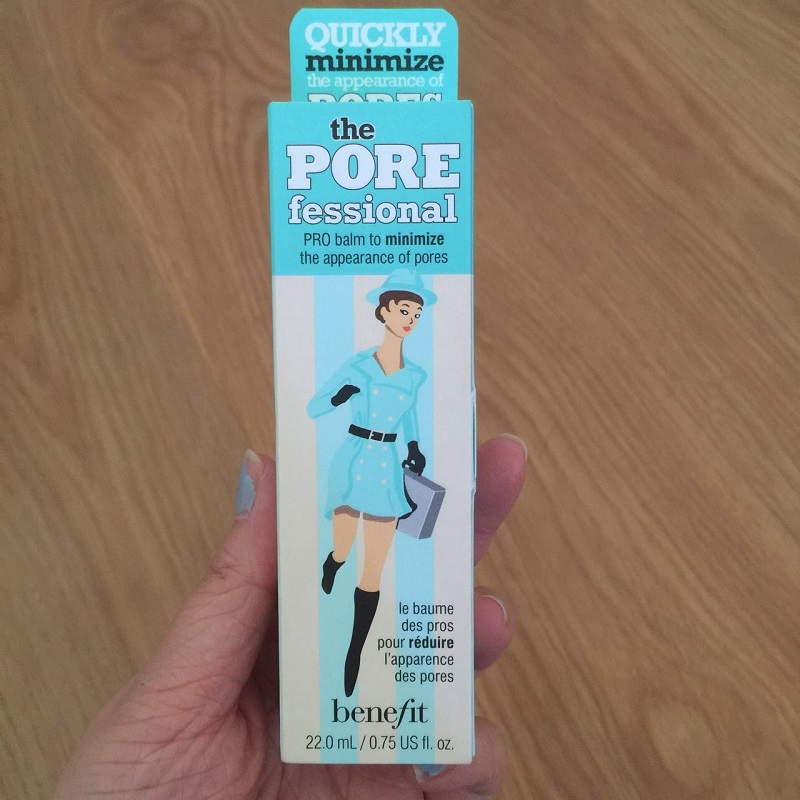 QUICKLY
minimize
the appearance of
PORES
the
PORE
fessional
PRO balm to minimize
the appearance of pores
le baume
des pros
pour réduire
l'apparence
des pores
benefit
22.0 mL / 0.75 US fl. oz.